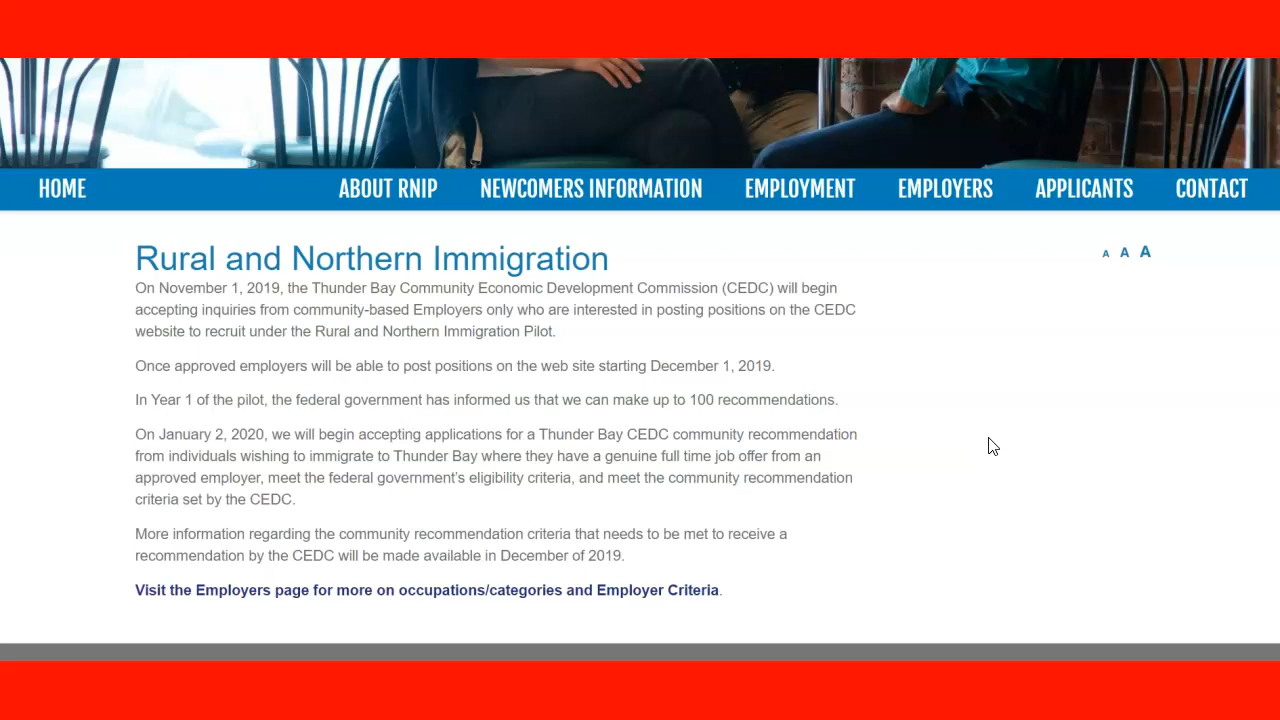 HOME ABOUT RNIP NEWCOMERS INFORMATION EMPLOYMENT EMPLOYERS APPLICANTS CONTACT
Rural and Northern Immigration
A A A
On November 1, 2019, the Thunder Bay Community Economic Development Commission (CEDC) will begin
accepting inquiries from community-based Employers only who are interested in posting positions on the CEDC
website to recruit under the Rural and Northern Immigration Pilot.
Once approved employers will be able to post positions on the web site starting December 1, 2019.
In Year 1 of the pilot, the federal government has informed us that we can make up to 100 recommendations.
On January 2, 2020, we will begin accepting applications for a Thunder Bay CEDC community recommendation
from individuals wishing to immigrate to Thunder Bay where they have a genuine full time job offer from an
approved employer, meet the federal government's eligibility criteria, and meet the community recommendation
criteria set by the CEDC.
More information regarding the community recommendation criteria that needs to be met to receive a
recommendation by the CEDC will be made available in December of 2019.
Visit the Employers page for more on occupations/categories and Employer Criteria.